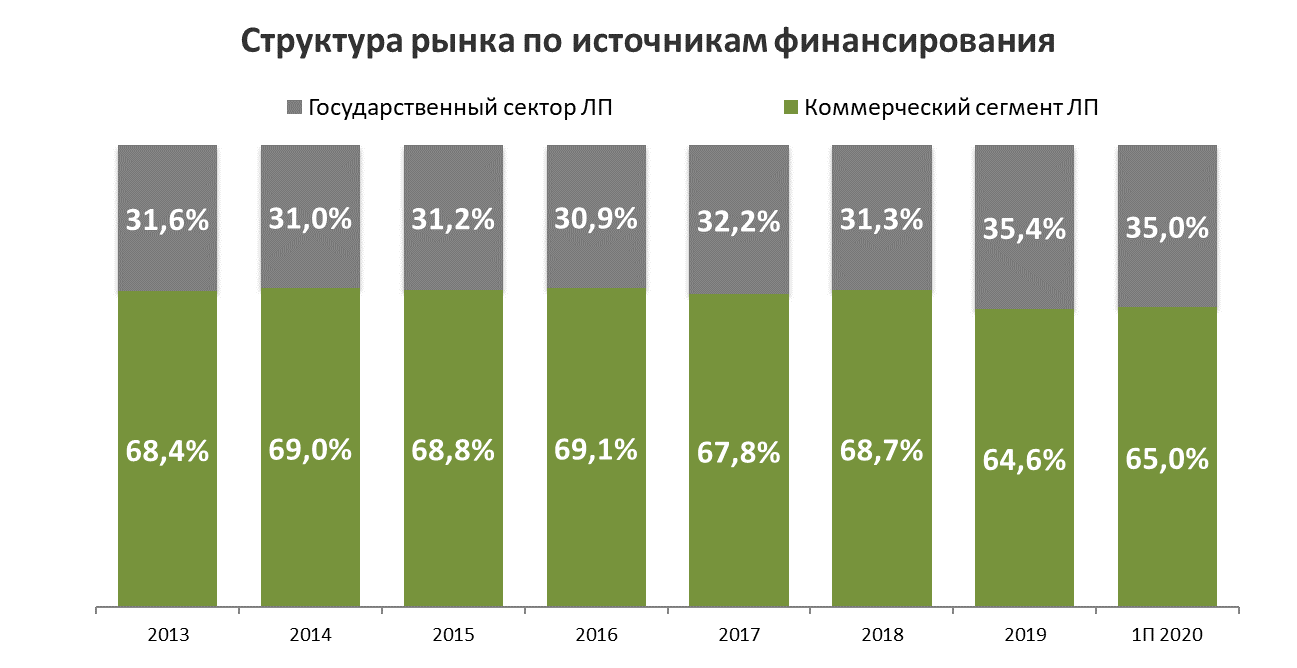 Структура рынка по источникам финансирования
Государственный сектор ЛП
Коммерческий сегмент ЛП
31,6% 31,0% 31,2% 30,9% 32,2% 31,3% 35,4% 35,0%
68,4% 69,0% 68,8% 69,1% 67,8% 68,7% 64,6% 65,0%
2013 2014 2015 2016 2017 2018 2019 1П 2020